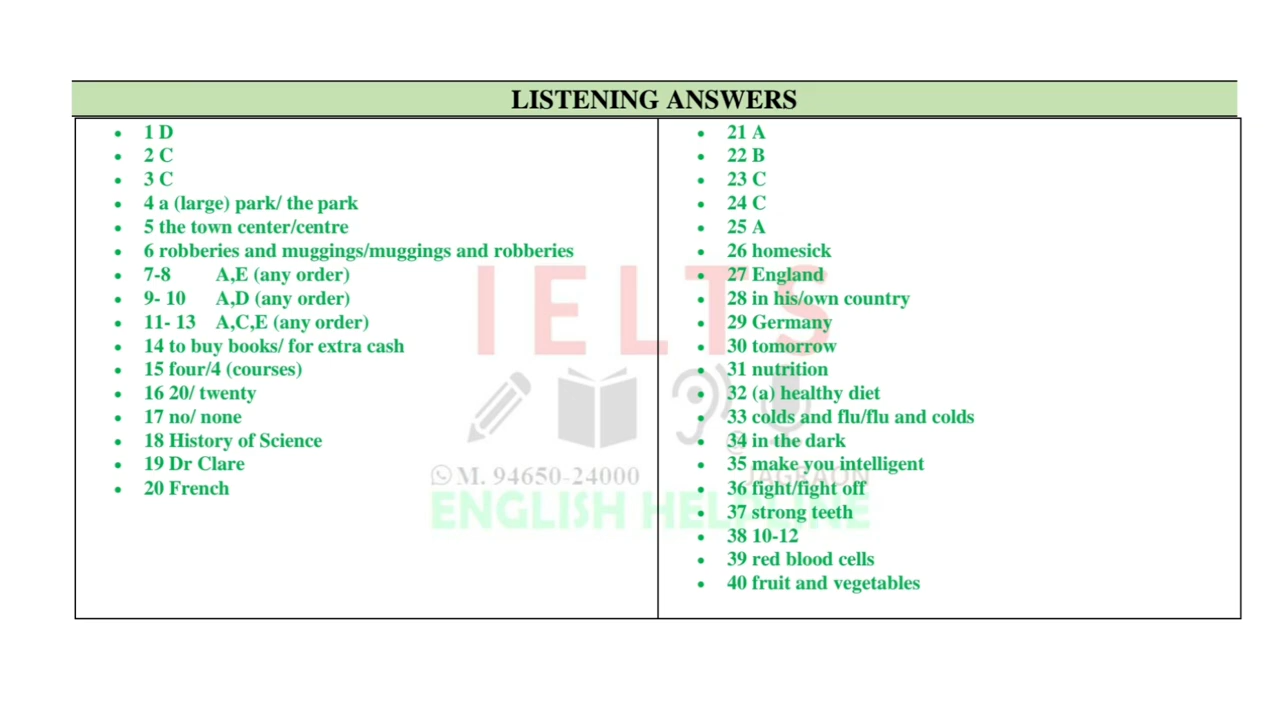 LISTENING ANSWERS
• 1 D
• 2 C
• 3 C
• 4 a (large) park/ the park
• 5 the town center/centre
• 6 robberies and muggings/muggings and robberies
• 7-8 A,E (any order)
• 9- 10 A,D (any order)
• 11- 13 A,C,E (any order)
• 14 to buy books/ for extra cash
• 15 four/4 (courses)
• 16 20/ twenty
• 17 no/ none
• 18 History of Science
• 19 Dr Clare
• 20 French
• 21 A
• 22 B
• 23 C
• 24 C
• 25 A
• 26 homesick
• 27 England
• 28 in his/own country
• 29 Germany
• 30 tomorrow
• 31 nutrition
• 32 (a) healthy diet
• 33 colds and flu/flu and colds
• 34 in the dark
• 35 make you intelligent
• 36 fight/fight off
• 37 strong teeth
• 38 10-12
• 39 red blood cells
• 40 fruit and vegetables
IELTS
@
M. 94650-24000 JAGRAON
ENGLISH HELPLINE